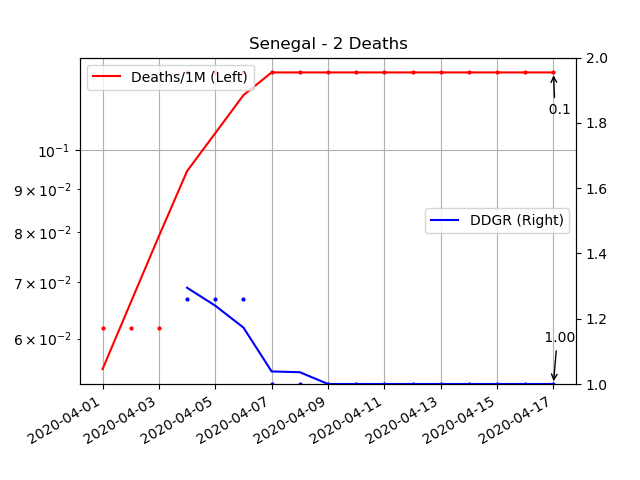 Senegal - 2 Deaths
Deaths/1M (Left)
DDGR (Right)
0.1
1.00
10⁻¹
9 × 10⁻²
8 × 10⁻²
7 × 10⁻²
6 × 10⁻²
2.0
1.8
1.6
1.4
1.2
1.0
2020-04-01
2020-04-03
2020-04-05
2020-04-07
2020-04-09
2020-04-11
2020-04-13
2020-04-15
2020-04-17